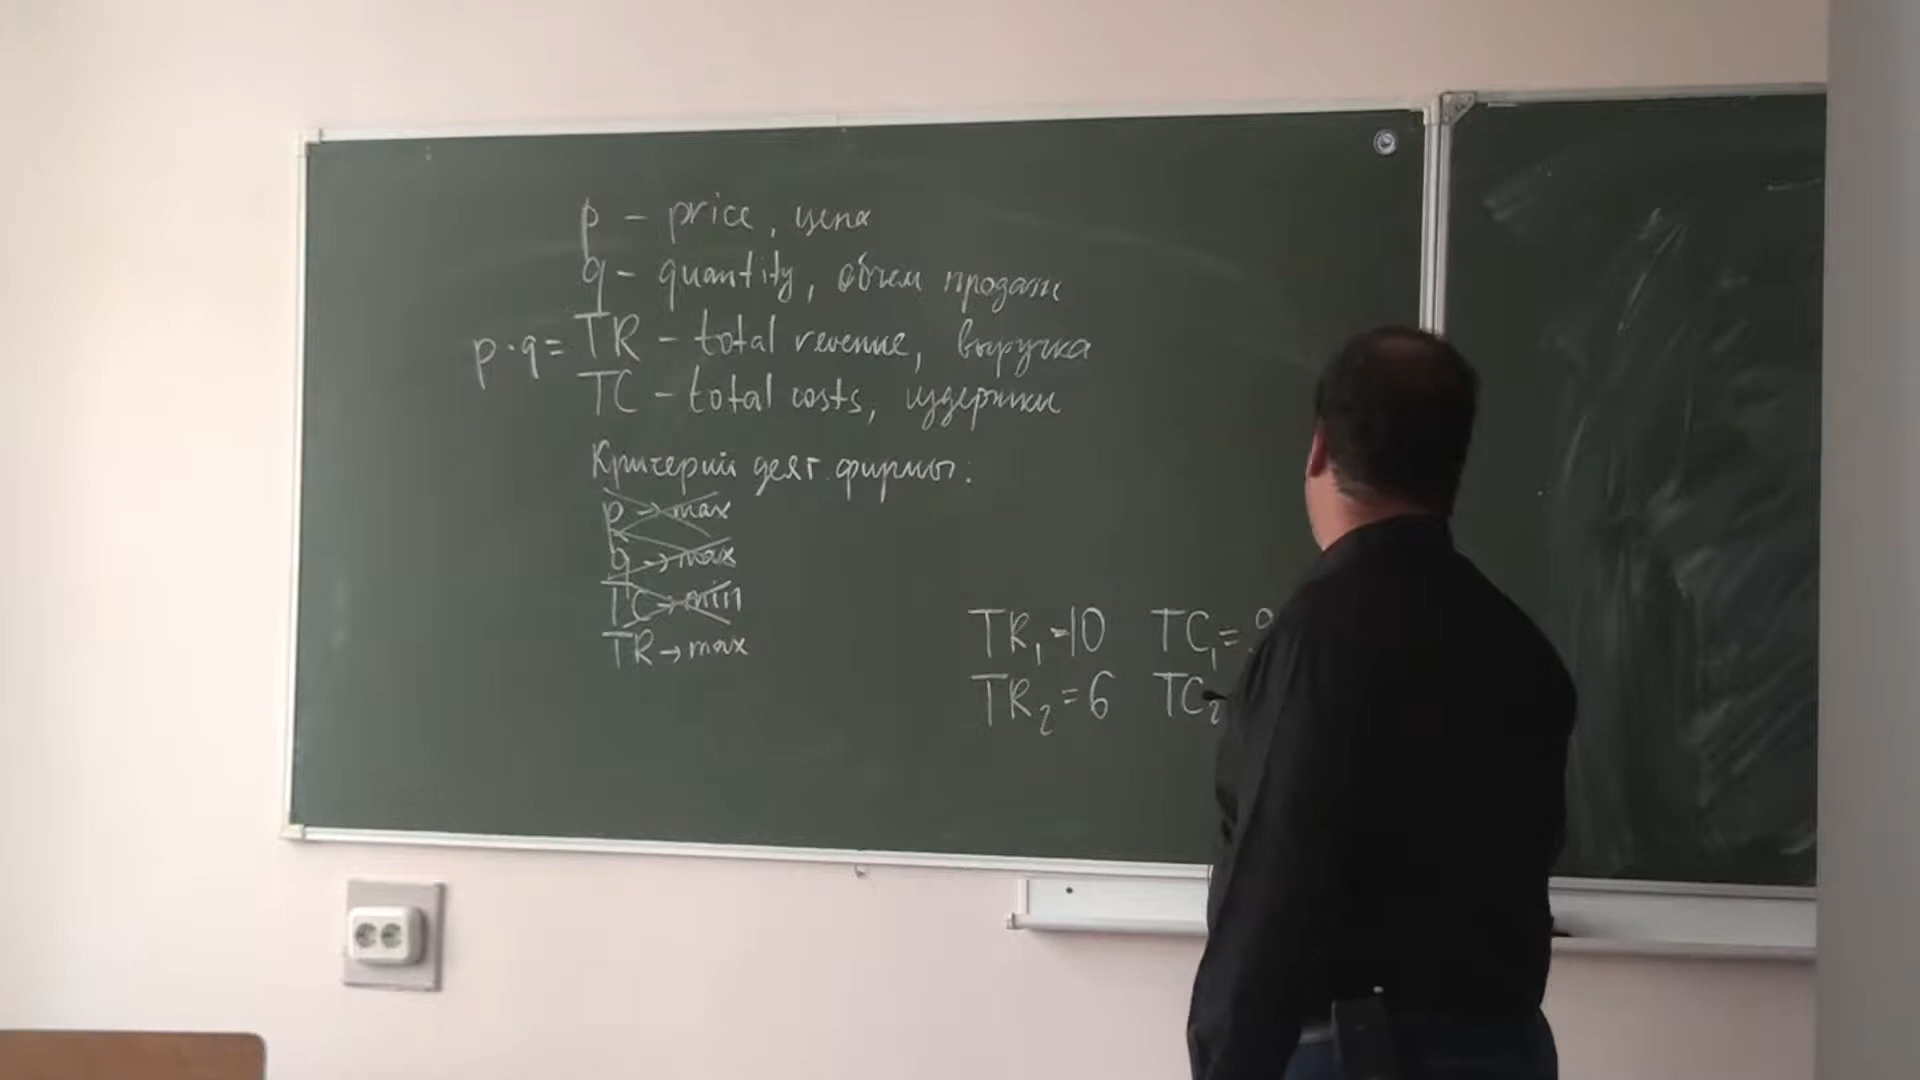 p – price, цена
q – quantity, объем продаж
p·q = TR – total revenue, выручка
TC – total costs, издержки
Критерий деят. фирмы:
p → max
q → max
TC → min
TR → max
TR₁ = 10 TC₁ =
TR₂ = 6 TC₂